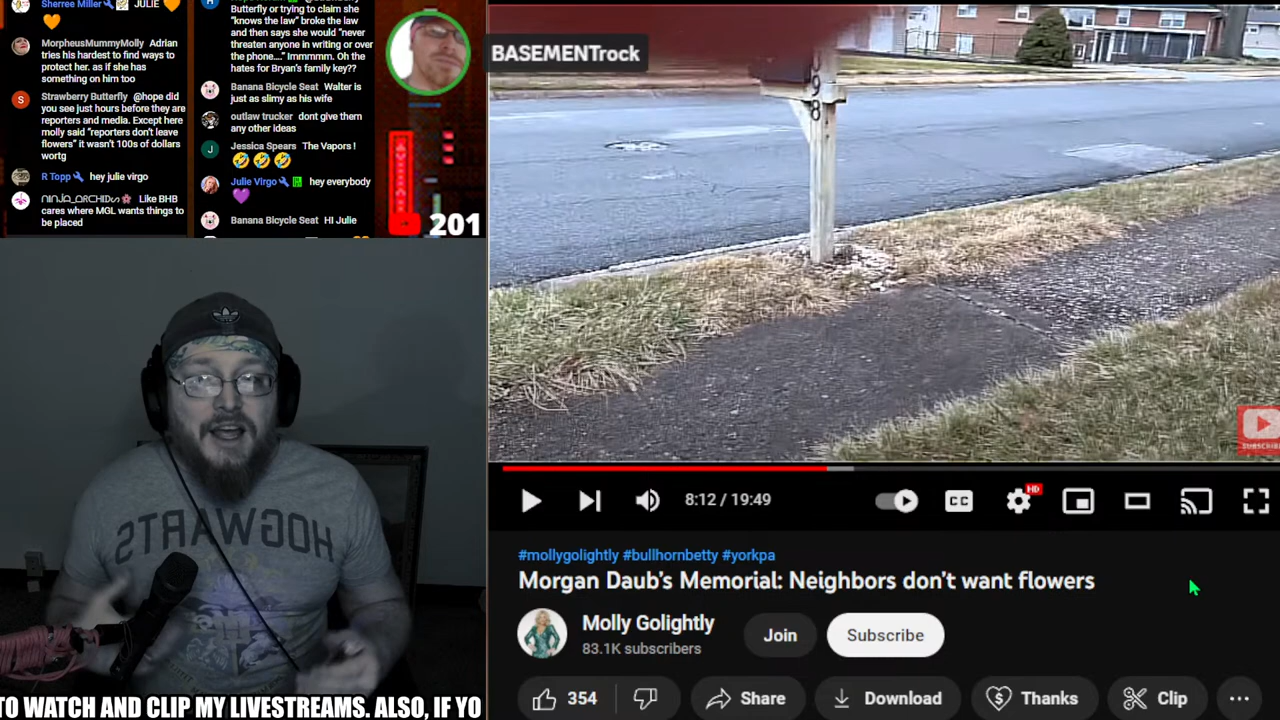 Sherree Miller JULIE
MorpheusMummyMolly Adrian
tries his hardest to find ways to
protect her. as if she has
something on him too
Strawberry Butterfly @hope did
you see just hours before they are
reporters and media. Except here
molly said "reporters don't leave
flowers" it wasn't 100s of dollars
wortg
R Topp hey julie virgo
NINJA_ORCHIDS Like BHB
cares where MGL wants things to
be placed
Butterfly or trying to claim she
"knows the law" broke the law
and then says she would "never
threaten anyone in writing or over
the phone...." Immmmm. Oh the
hates for Bryan's family key??
Banana Bicycle Seat Walter is
just as slimy as his wife
outlaw trucker dont give them
any other ideas
Jessica Spears The Vapors !
Julie Virgo hey everybody
Banana Bicycle Seat HI Julie
201
BASEMENTrock
98
SUBSCRIBE
HOGWARTS
8:12 / 19:49
CC
HD
#mollygolightly #bullhornbetty #yorkpa
Morgan Daub's Memorial: Neighbors don't want flowers
Molly Golightly
83.1K subscribers
Join
Subscribe
354
Share
Download
Thanks
Clip
TO WATCH AND CLIP MY LIVESTREAMS. ALSO, IF YO